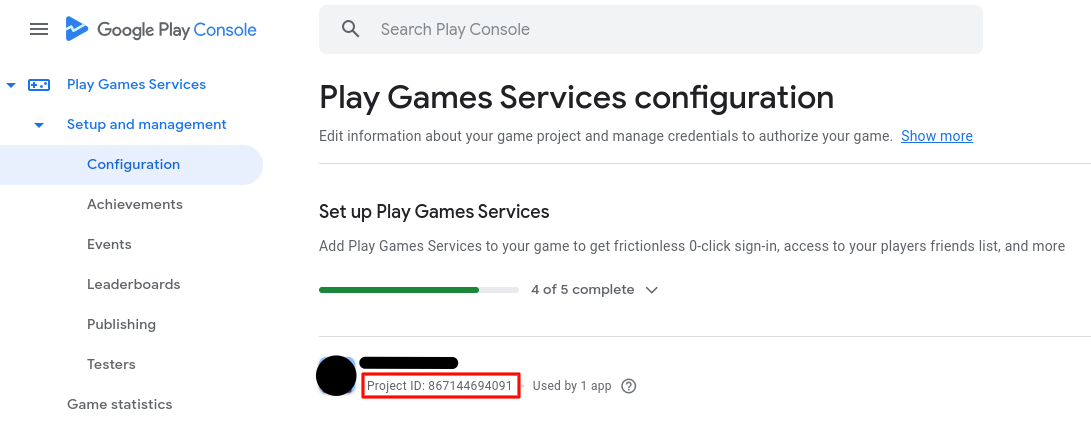 Google Play Console
Search Play Console
Play Games Services
Setup and management
Configuration
Achievements
Events
Leaderboards
Publishing
Testers
Game statistics
Play Games Services configuration
Edit information about your game project and manage credentials to authorize your game. Show more
Set up Play Games Services
Add Play Games Services to your game to get frictionless 0-click sign-in, access to your players friends list, and more
4 of 5 complete
Project ID: 867144694091 Used by 1 app